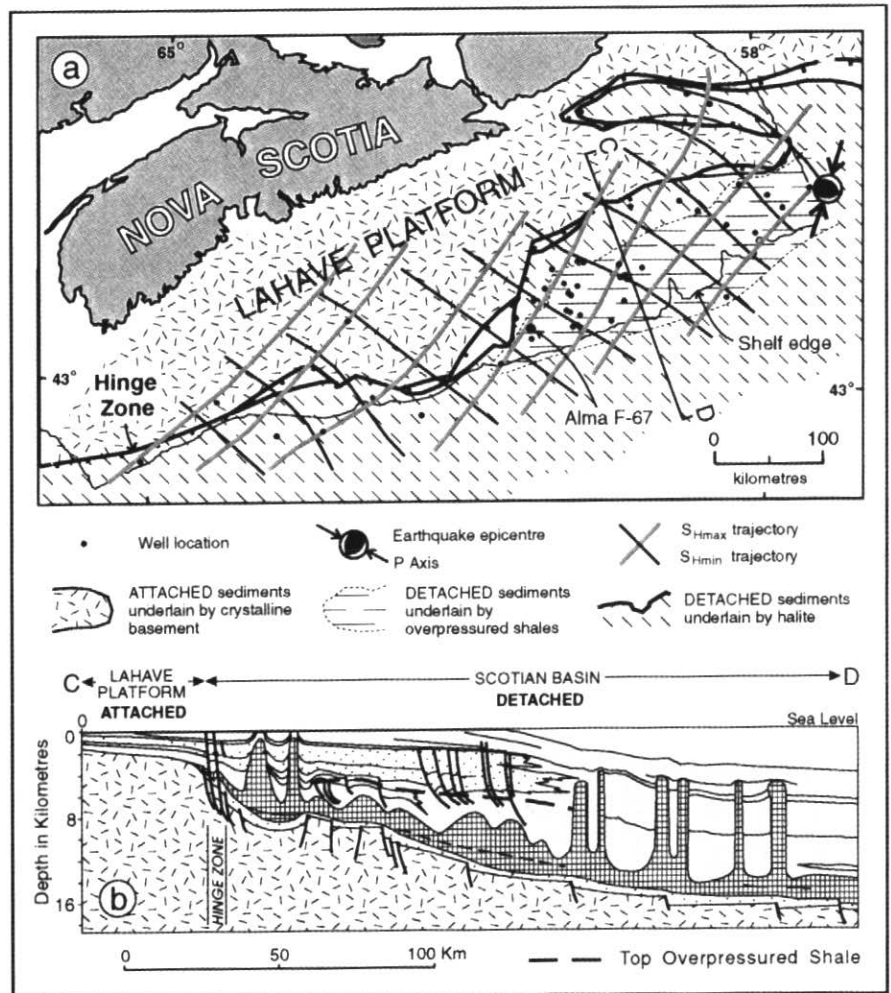 a
65°
58°
NOVA SCOTIA
LAHAVE PLATFORM
C
Shelf edge
43°
43°
Hinge
Zone
Alma F-67
D
0 100
kilometres
Well location
Earthquake epicentre
P Axis
SHmax trajectory
SHmin trajectory
ATTACHED sediments
underlain by crystalline
basement
DETACHED sediments
underlain by
overpressured shales
DETACHED sediments
underlain by halite
C LAHAVE
PLATFORM
ATTACHED
SCOTIAN BASIN
DETACHED
D
0
Sea Level
0
8
16
Depth in Kilometres
HINGE ZONE
b
0 50 100 Km
Top Overpressured Shale